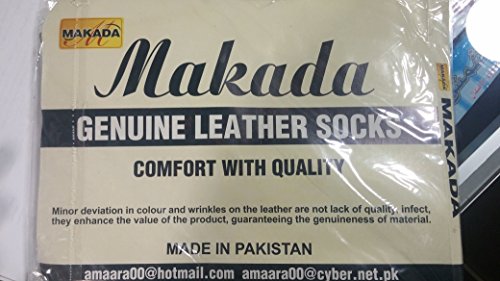 MAKADA
Makada
GENUINE LEATHER SOCKS
COMFORT WITH QUALITY
Minor deviation in colour and wrinkles on the leather are not lack of quality, infect,
they enhance the value of the product, guaranteeing the genuineness of material.
MADE IN PAKISTAN
amaara00@hotmail.com amaara00@cyber.net.pk
MAKADA
MAKADA